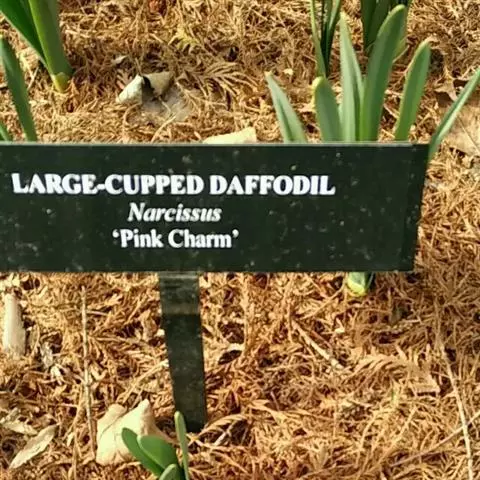 LARGE-CUPPED DAFFODIL
Narcissus
‘Pink Charm’